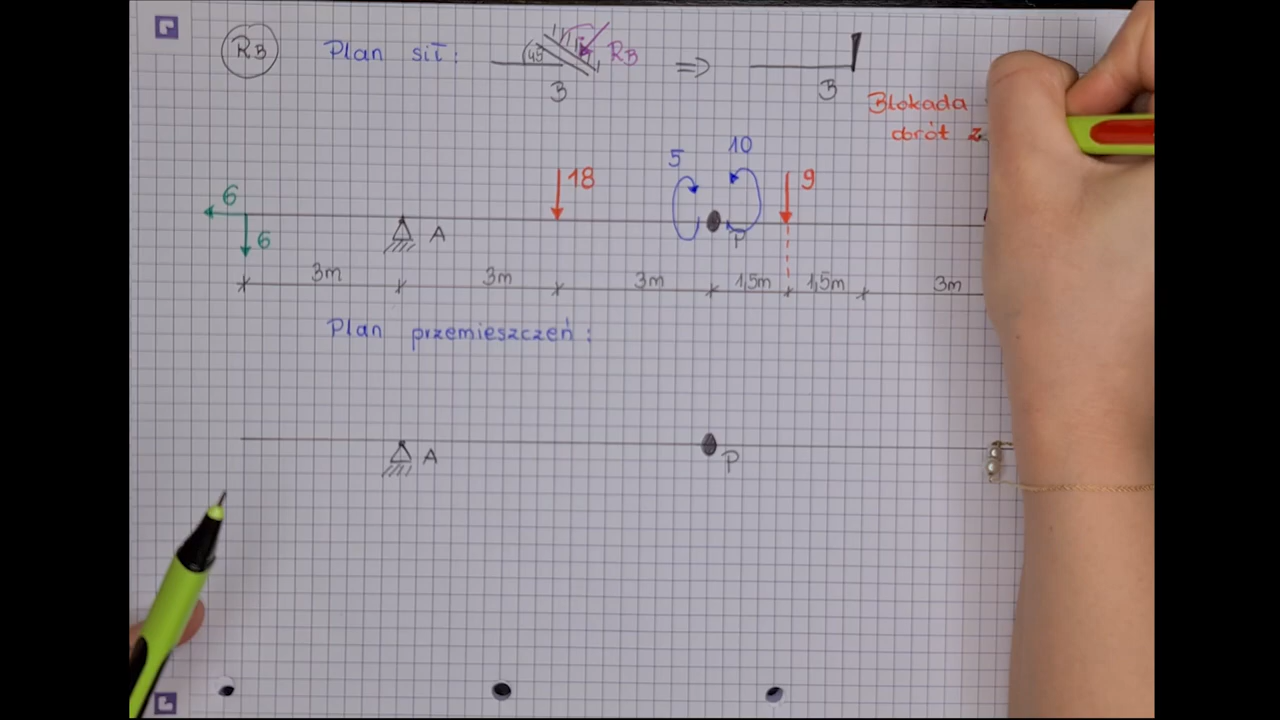 RB Plan sił: 45 RB ⇒
B B
Blokada
obrót z
5 10
6 18 9
6 A P
3m 3m 3m 1,5m 1,5m 3m
Plan przemieszczeń:
A P